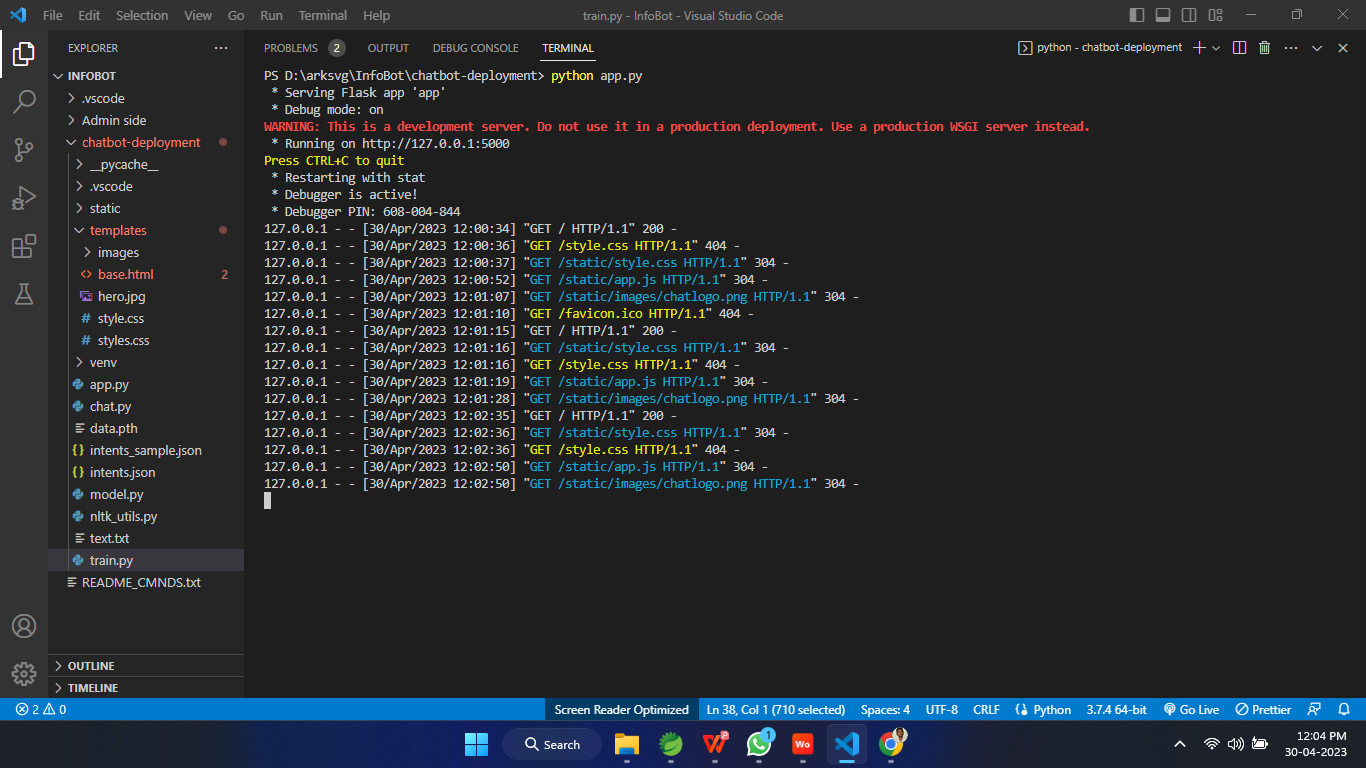 File Edit Selection View Go Run Terminal Help
train.py - InfoBot - Visual Studio Code
EXPLORER
INFOBOT
.vscode
Admin side
chatbot-deployment
__pycache__
.vscode
static
templates
images
base.html 2
hero.jpg
style.css
styles.css
venv
app.py
chat.py
data.pth
intents_sample.json
intents.json
model.py
nltk_utils.py
text.txt
train.py
README_CMNDS.txt
OUTLINE
TIMELINE
PROBLEMS 2 OUTPUT DEBUG CONSOLE TERMINAL
python - chatbot-deployment
PS D:\arksvg\InfoBot\chatbot-deployment> python app.py
* Serving Flask app 'app'
* Debug mode: on
WARNING: This is a development server. Do not use it in a production deployment. Use a production WSGI server instead.
* Running on http://127.0.0.1:5000
Press CTRL+C to quit
* Restarting with stat
* Debugger is active!
* Debugger PIN: 608-004-844
127.0.0.1 - - [30/Apr/2023 12:00:34] "GET / HTTP/1.1" 200 -
127.0.0.1 - - [30/Apr/2023 12:00:36] "GET /style.css HTTP/1.1" 404 -
127.0.0.1 - - [30/Apr/2023 12:00:37] "GET /static/style.css HTTP/1.1" 304 -
127.0.0.1 - - [30/Apr/2023 12:00:52] "GET /static/app.js HTTP/1.1" 304 -
127.0.0.1 - - [30/Apr/2023 12:01:07] "GET /static/images/chatlogo.png HTTP/1.1" 304 -
127.0.0.1 - - [30/Apr/2023 12:01:10] "GET /favicon.ico HTTP/1.1" 404 -
127.0.0.1 - - [30/Apr/2023 12:01:15] "GET / HTTP/1.1" 200 -
127.0.0.1 - - [30/Apr/2023 12:01:16] "GET /static/style.css HTTP/1.1" 304 -
127.0.0.1 - - [30/Apr/2023 12:01:16] "GET /style.css HTTP/1.1" 404 -
127.0.0.1 - - [30/Apr/2023 12:01:19] "GET /static/app.js HTTP/1.1" 304 -
127.0.0.1 - - [30/Apr/2023 12:01:28] "GET /static/images/chatlogo.png HTTP/1.1" 304 -
127.0.0.1 - - [30/Apr/2023 12:02:35] "GET / HTTP/1.1" 200 -
127.0.0.1 - - [30/Apr/2023 12:02:36] "GET /static/style.css HTTP/1.1" 304 -
127.0.0.1 - - [30/Apr/2023 12:02:36] "GET /style.css HTTP/1.1" 404 -
127.0.0.1 - - [30/Apr/2023 12:02:50] "GET /static/app.js HTTP/1.1" 304 -
127.0.0.1 - - [30/Apr/2023 12:02:50] "GET /static/images/chatlogo.png HTTP/1.1" 304 -
2 0 Screen Reader Optimized Ln 38, Col 1 (710 selected) Spaces: 4 UTF-8 CRLF Python 3.7.4 64-bit Go Live Prettier
Search
Wo
1
12:04 PM
30-04-2023